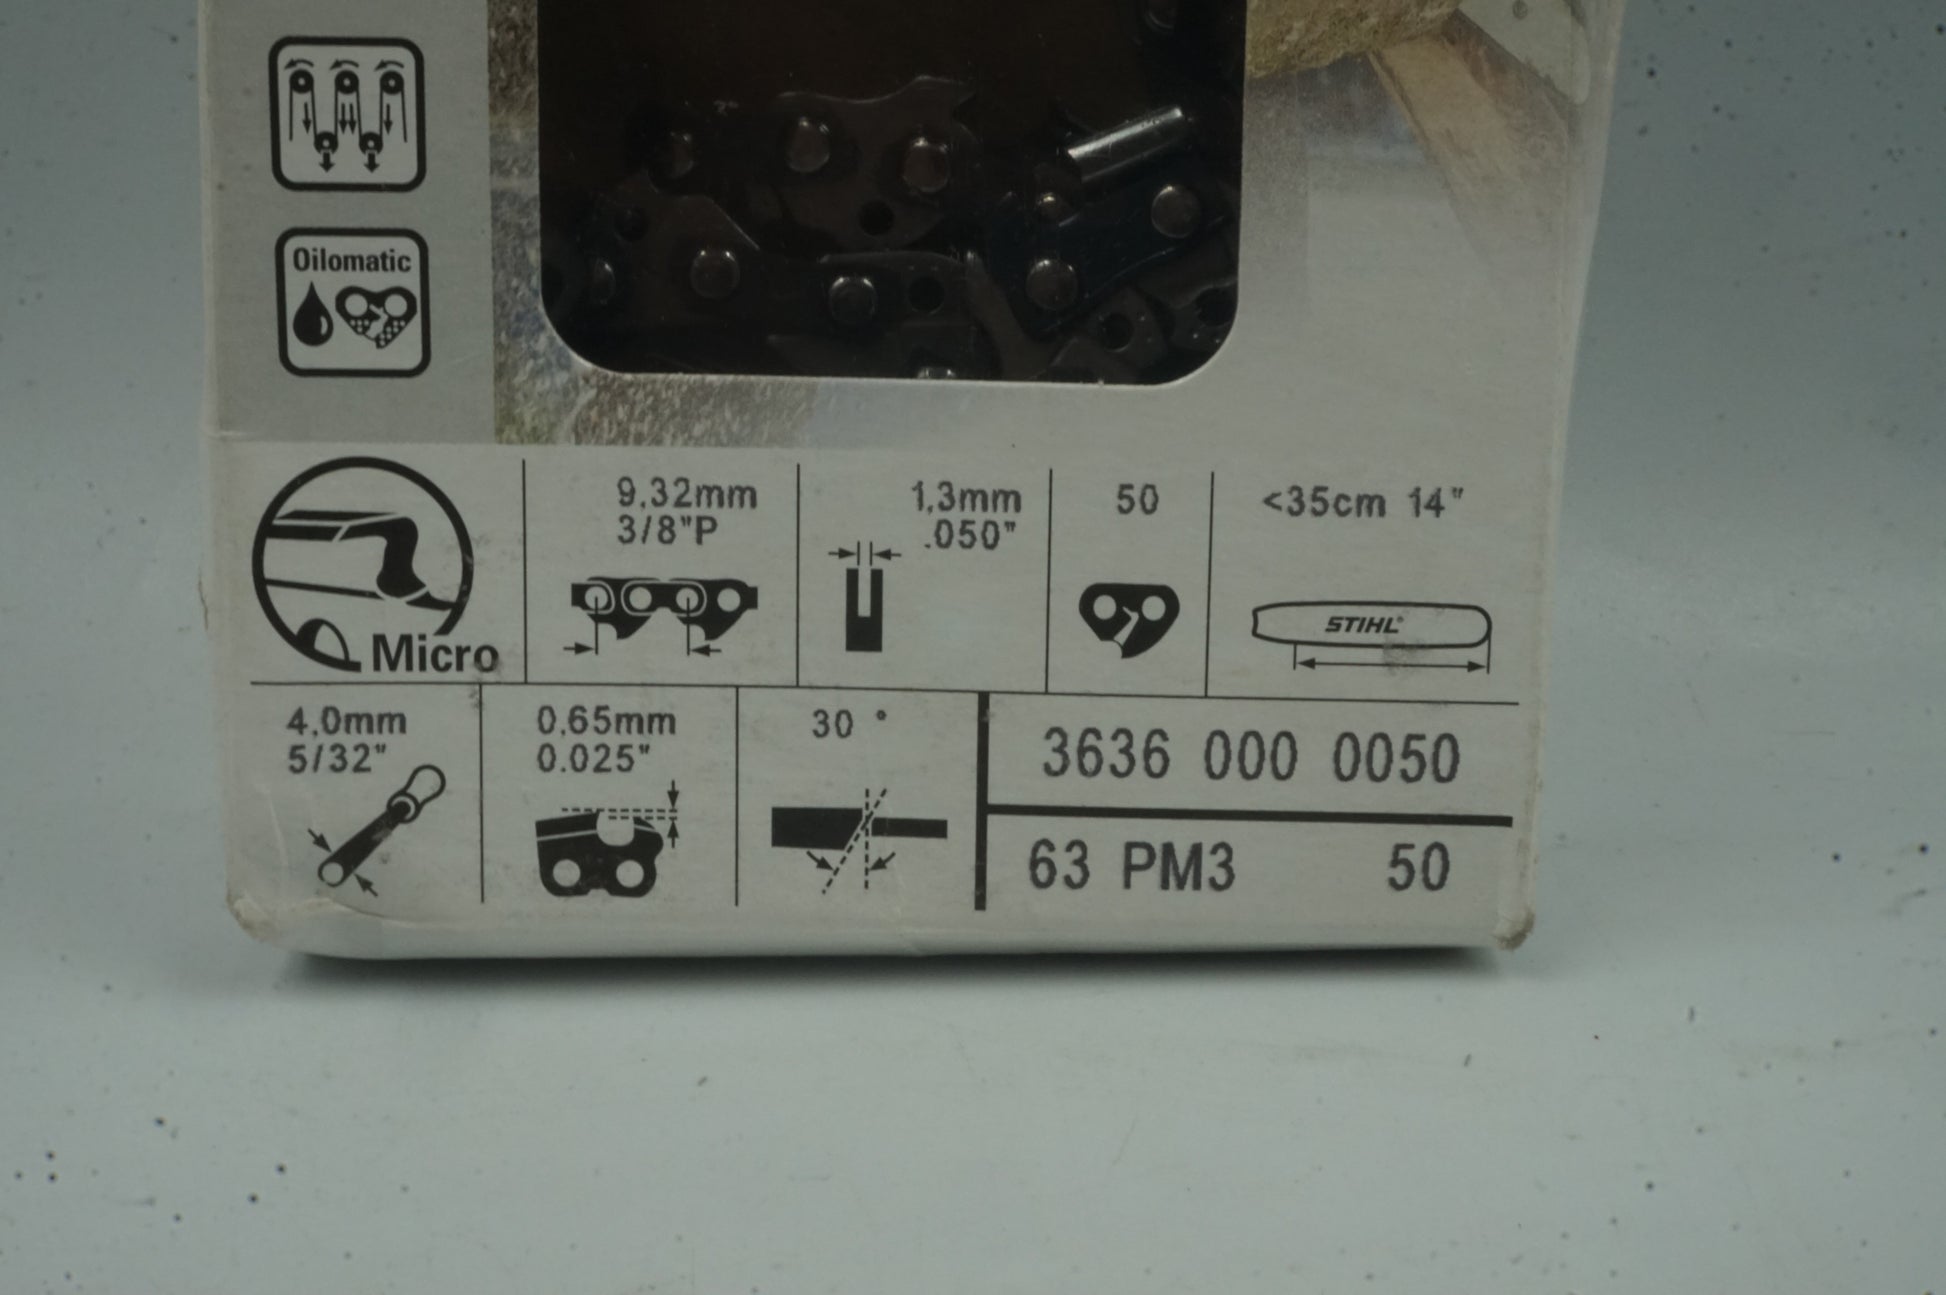 Oilomatic
9,32mm
3/8"P
1,3mm
.050"
50
<35cm 14"
STIHL®
Micro
4,0mm
5/32"
0,65mm
0.025"
30 °
3636 000 0050
63 PM3 50